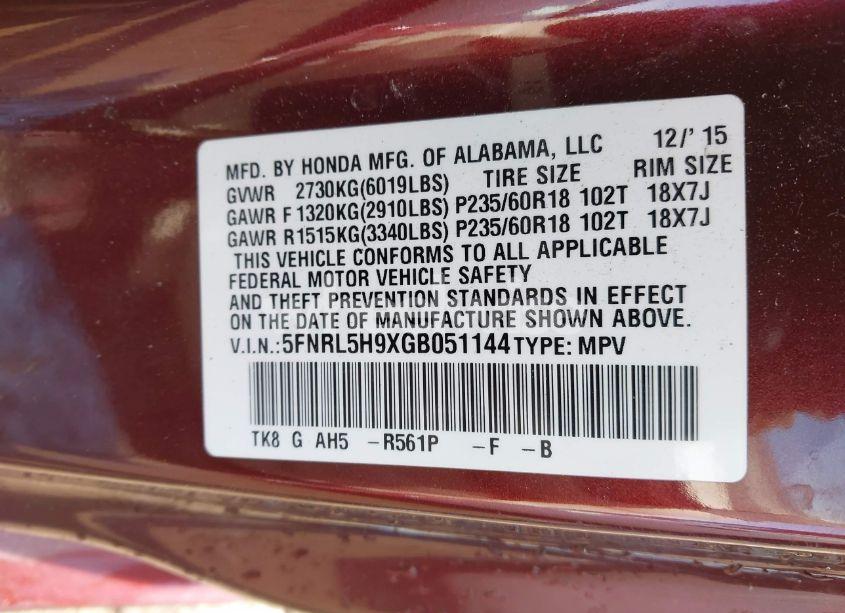 MFD. BY HONDA MFG. OF ALABAMA, LLC 12/' 15
GVWR 2730KG(6019LBS) TIRE SIZE RIM SIZE
GAWR F 1320KG(2910LBS) P235/60R18 102T 18X7J
GAWR R1515KG(3340LBS) P235/60R18 102T 18X7J
THIS VEHICLE CONFORMS TO ALL APPLICABLE
FEDERAL MOTOR VEHICLE SAFETY
AND THEFT PREVENTION STANDARDS IN EFFECT
ON THE DATE OF MANUFACTURE SHOWN ABOVE.
V.I.N.: 5FNRL5H9XGB051144 TYPE: MPV
TK8 G AH5 -R561P -F -B